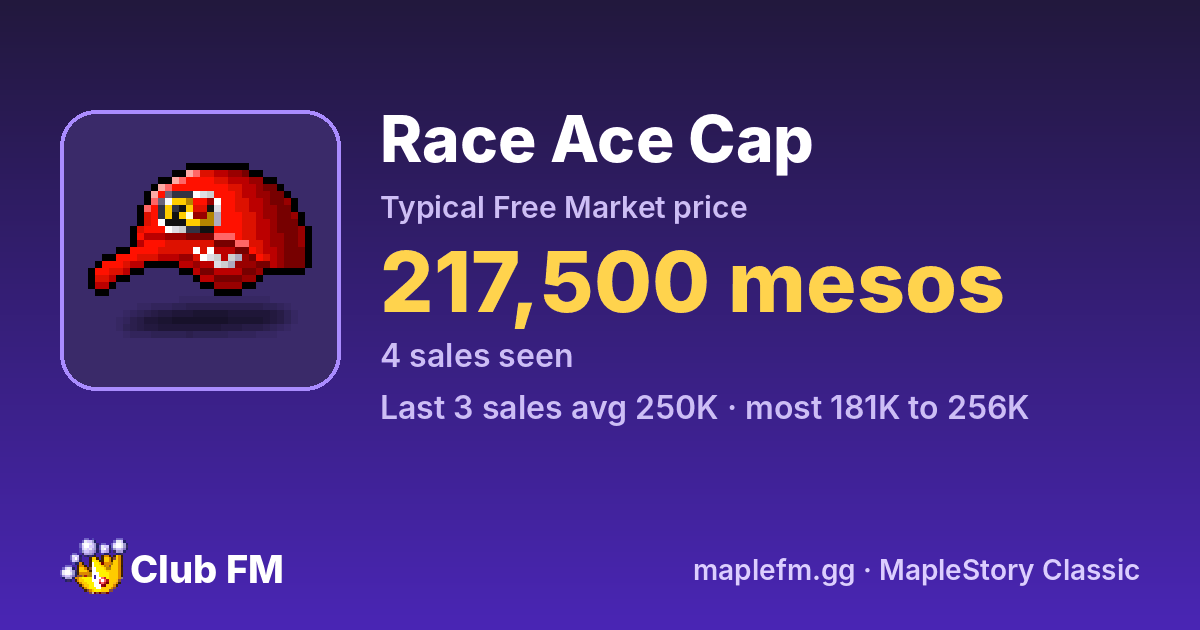 Race Ace Cap
Typical Free Market price
217,500 mesos
4 sales seen
Last 3 sales avg 250K · most 181K to 256K
Club FM
maplefm.gg · MapleStory Classic